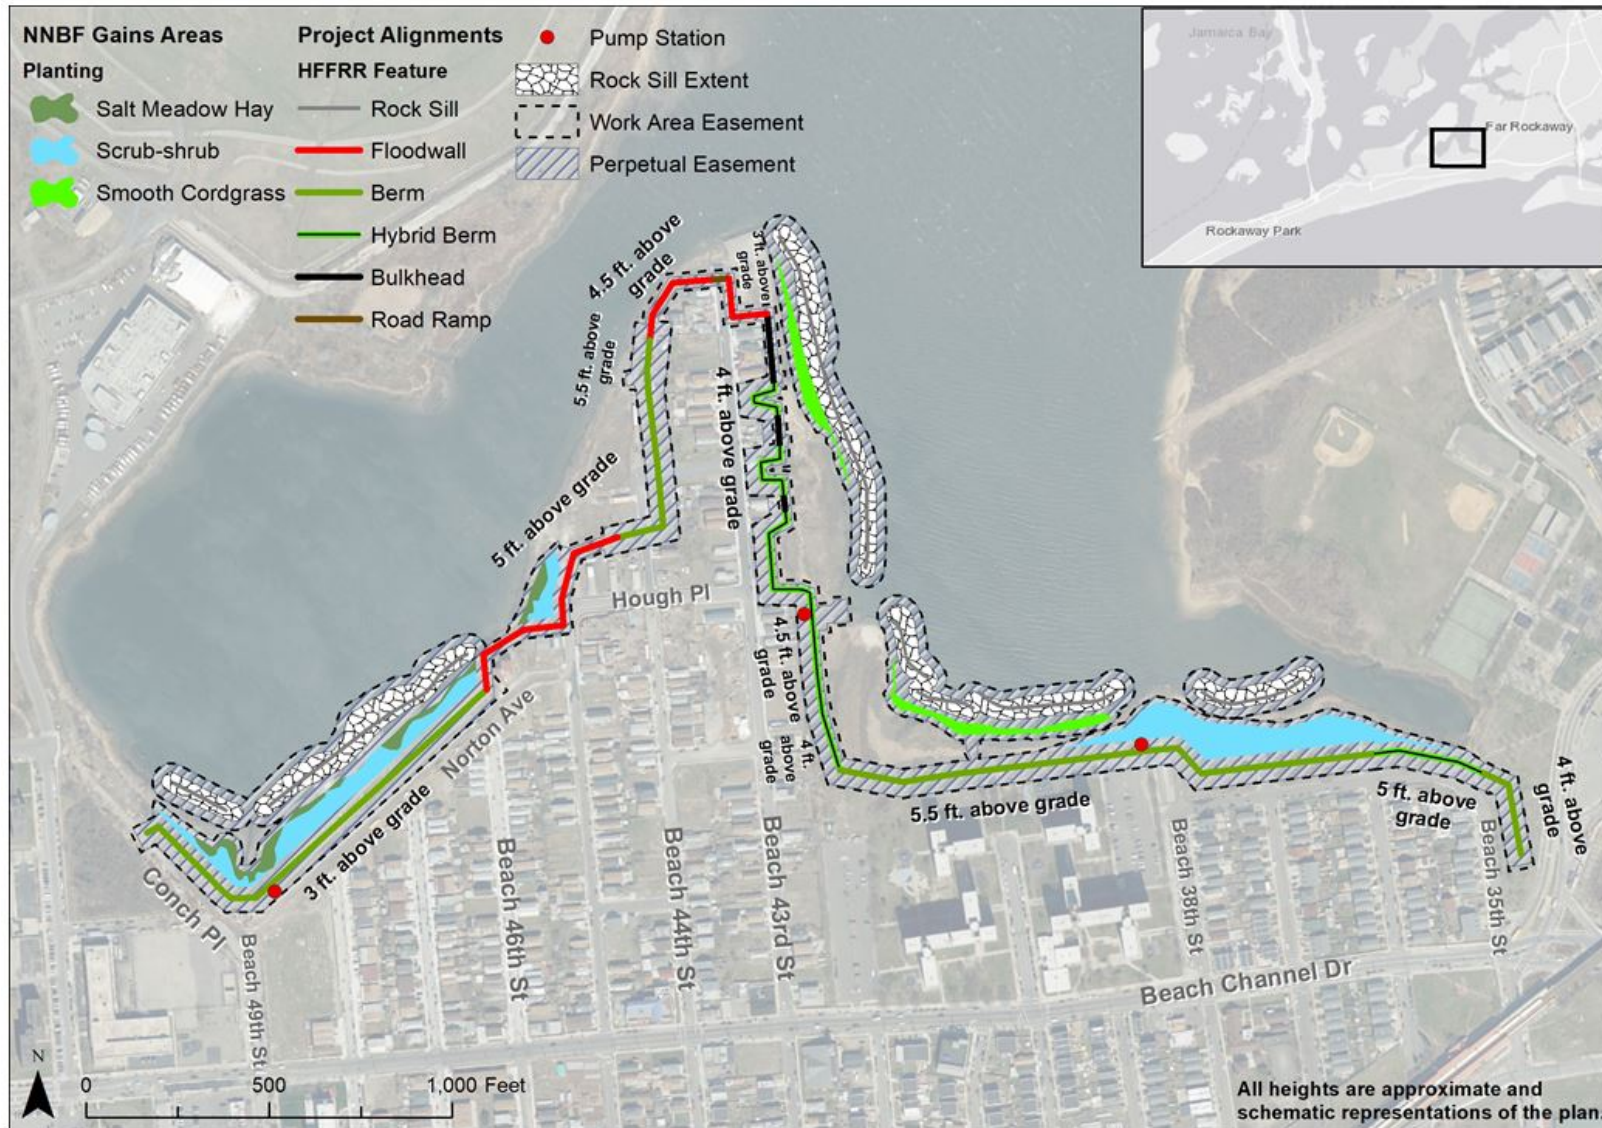 NNBF Gains Areas
Planting
Salt Meadow Hay
Scrub-shrub
Smooth Cordgrass
Project Alignments
HFFRR Feature
Rock Sill
Floodwall
Berm
Hybrid Berm
Bulkhead
Road Ramp
Pump Station
Rock Sill Extent
Work Area Easement
Perpetual Easement
Jamaica Bay
Far Rockaway
Rockaway Park
4.5 ft. above
grade
3 ft. above
grade
5.5 ft. above
grade
4 ft. above grade
5 ft. above grade
Hough Pl
4.5 ft. above
grade
4 ft.
above
grade
Norton Ave
3 ft. above grade
5.5 ft. above grade
5 ft. above
grade
4 ft. above
grade
Conch Pl
Beach 49th St
Beach 46th St
Beach 44th St
Beach 43rd St
Beach 38th St
Beach 35th St
Beach Channel Dr
N
0 500 1,000 Feet
All heights are approximate and
schematic representations of the plan.